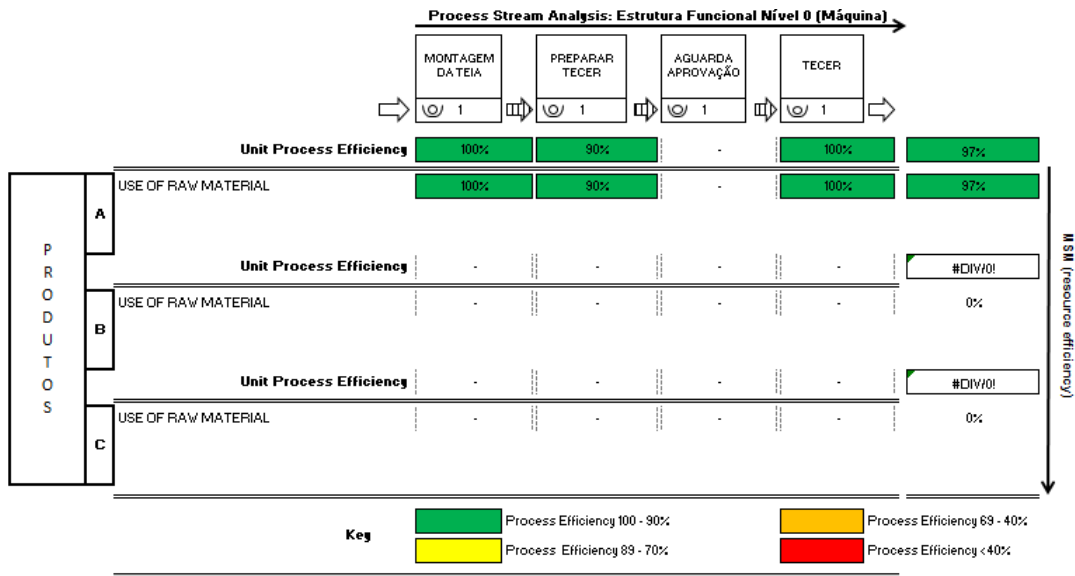 Process Stream Analysis: Estrutura Funcional Nível 0 (Máquina)
MONTAGEM DA TEIA
PREPARAR TECER
AGUARDA APROVAÇÃO
TECER
1 1 1 1
Unit Process Efficiency 100% 90% - 100% 97%
PRODUTOS
A
USE OF RAW MATERIAL 100% 90% - 100% 97%
Unit Process Efficiency - - - - #DIV/0!
B
USE OF RAW MATERIAL - - - - 0%
Unit Process Efficiency - - - - #DIV/0!
C
USE OF RAW MATERIAL - - - - 0%
MSM (resource efficiency)
Key
Process Efficiency 100 - 90%
Process Efficiency 69 - 40%
Process Efficiency 89 - 70%
Process Efficiency <40%